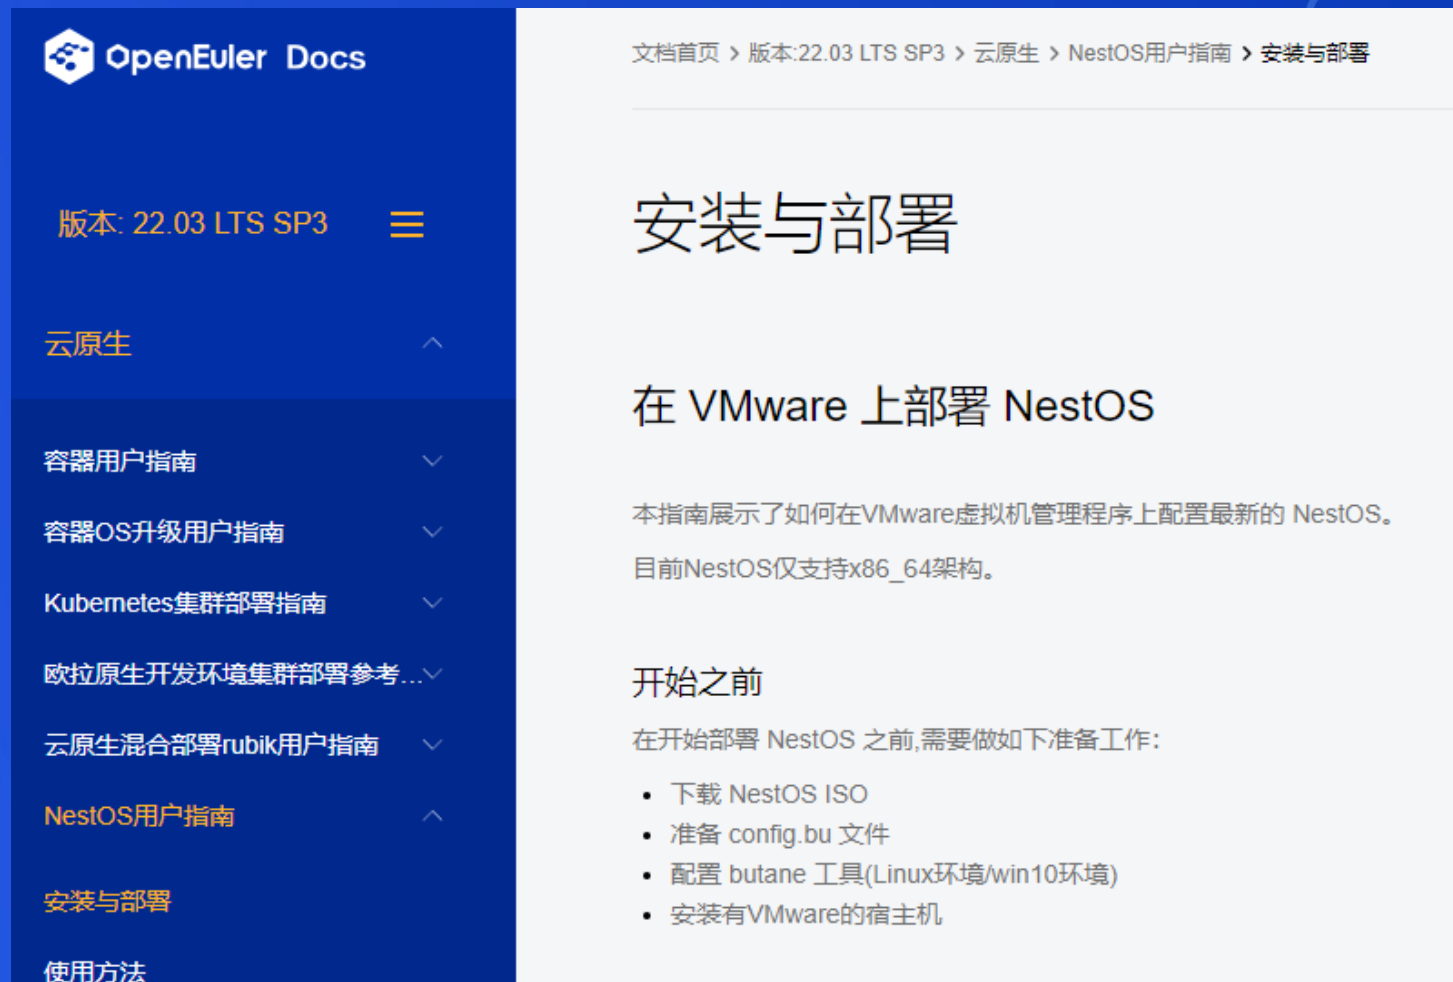 OpenEuler Docs
版本: 22.03 LTS SP3
云原生
容器用户指南
容器OS升级用户指南
Kubernetes集群部署指南
欧拉原生开发环境集群部署参考...
云原生混合部署rubik用户指南
NestOS用户指南
安装与部署
使用方法
文档首页 > 版本:22.03 LTS SP3 > 云原生 > NestOS用户指南 > 安装与部署
安装与部署
在 VMware 上部署 NestOS
本指南展示了如何在VMware虚拟机管理程序上配置最新的 NestOS。
目前NestOS仅支持x86_64架构。
开始之前
在开始部署 NestOS 之前,需要做如下准备工作：
• 下载 NestOS ISO
• 准备 config.bu 文件
• 配置 butane 工具(Linux环境/win10环境)
• 安装有VMware的宿主机